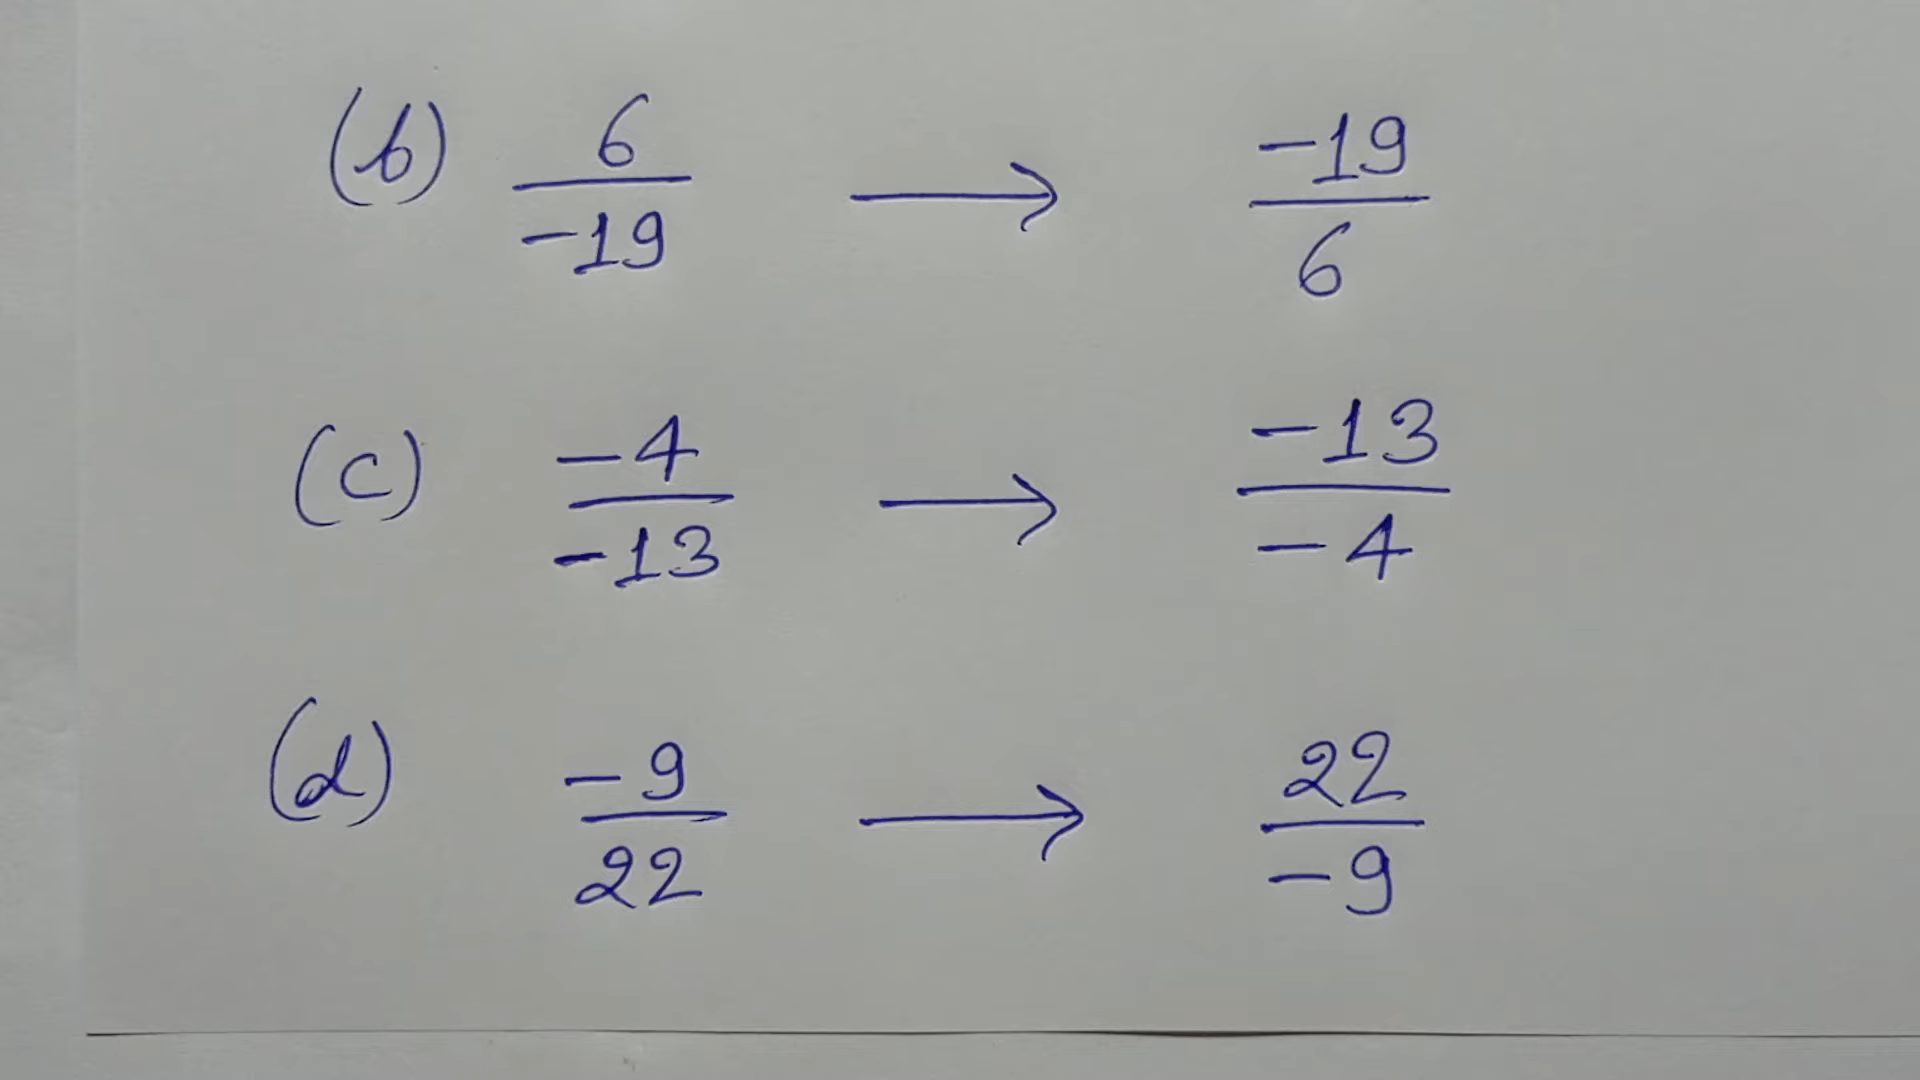 (b) 6/-19 → -19/6
(c) -4/-13 → -13/-4
(d) -9/22 → 22/-9